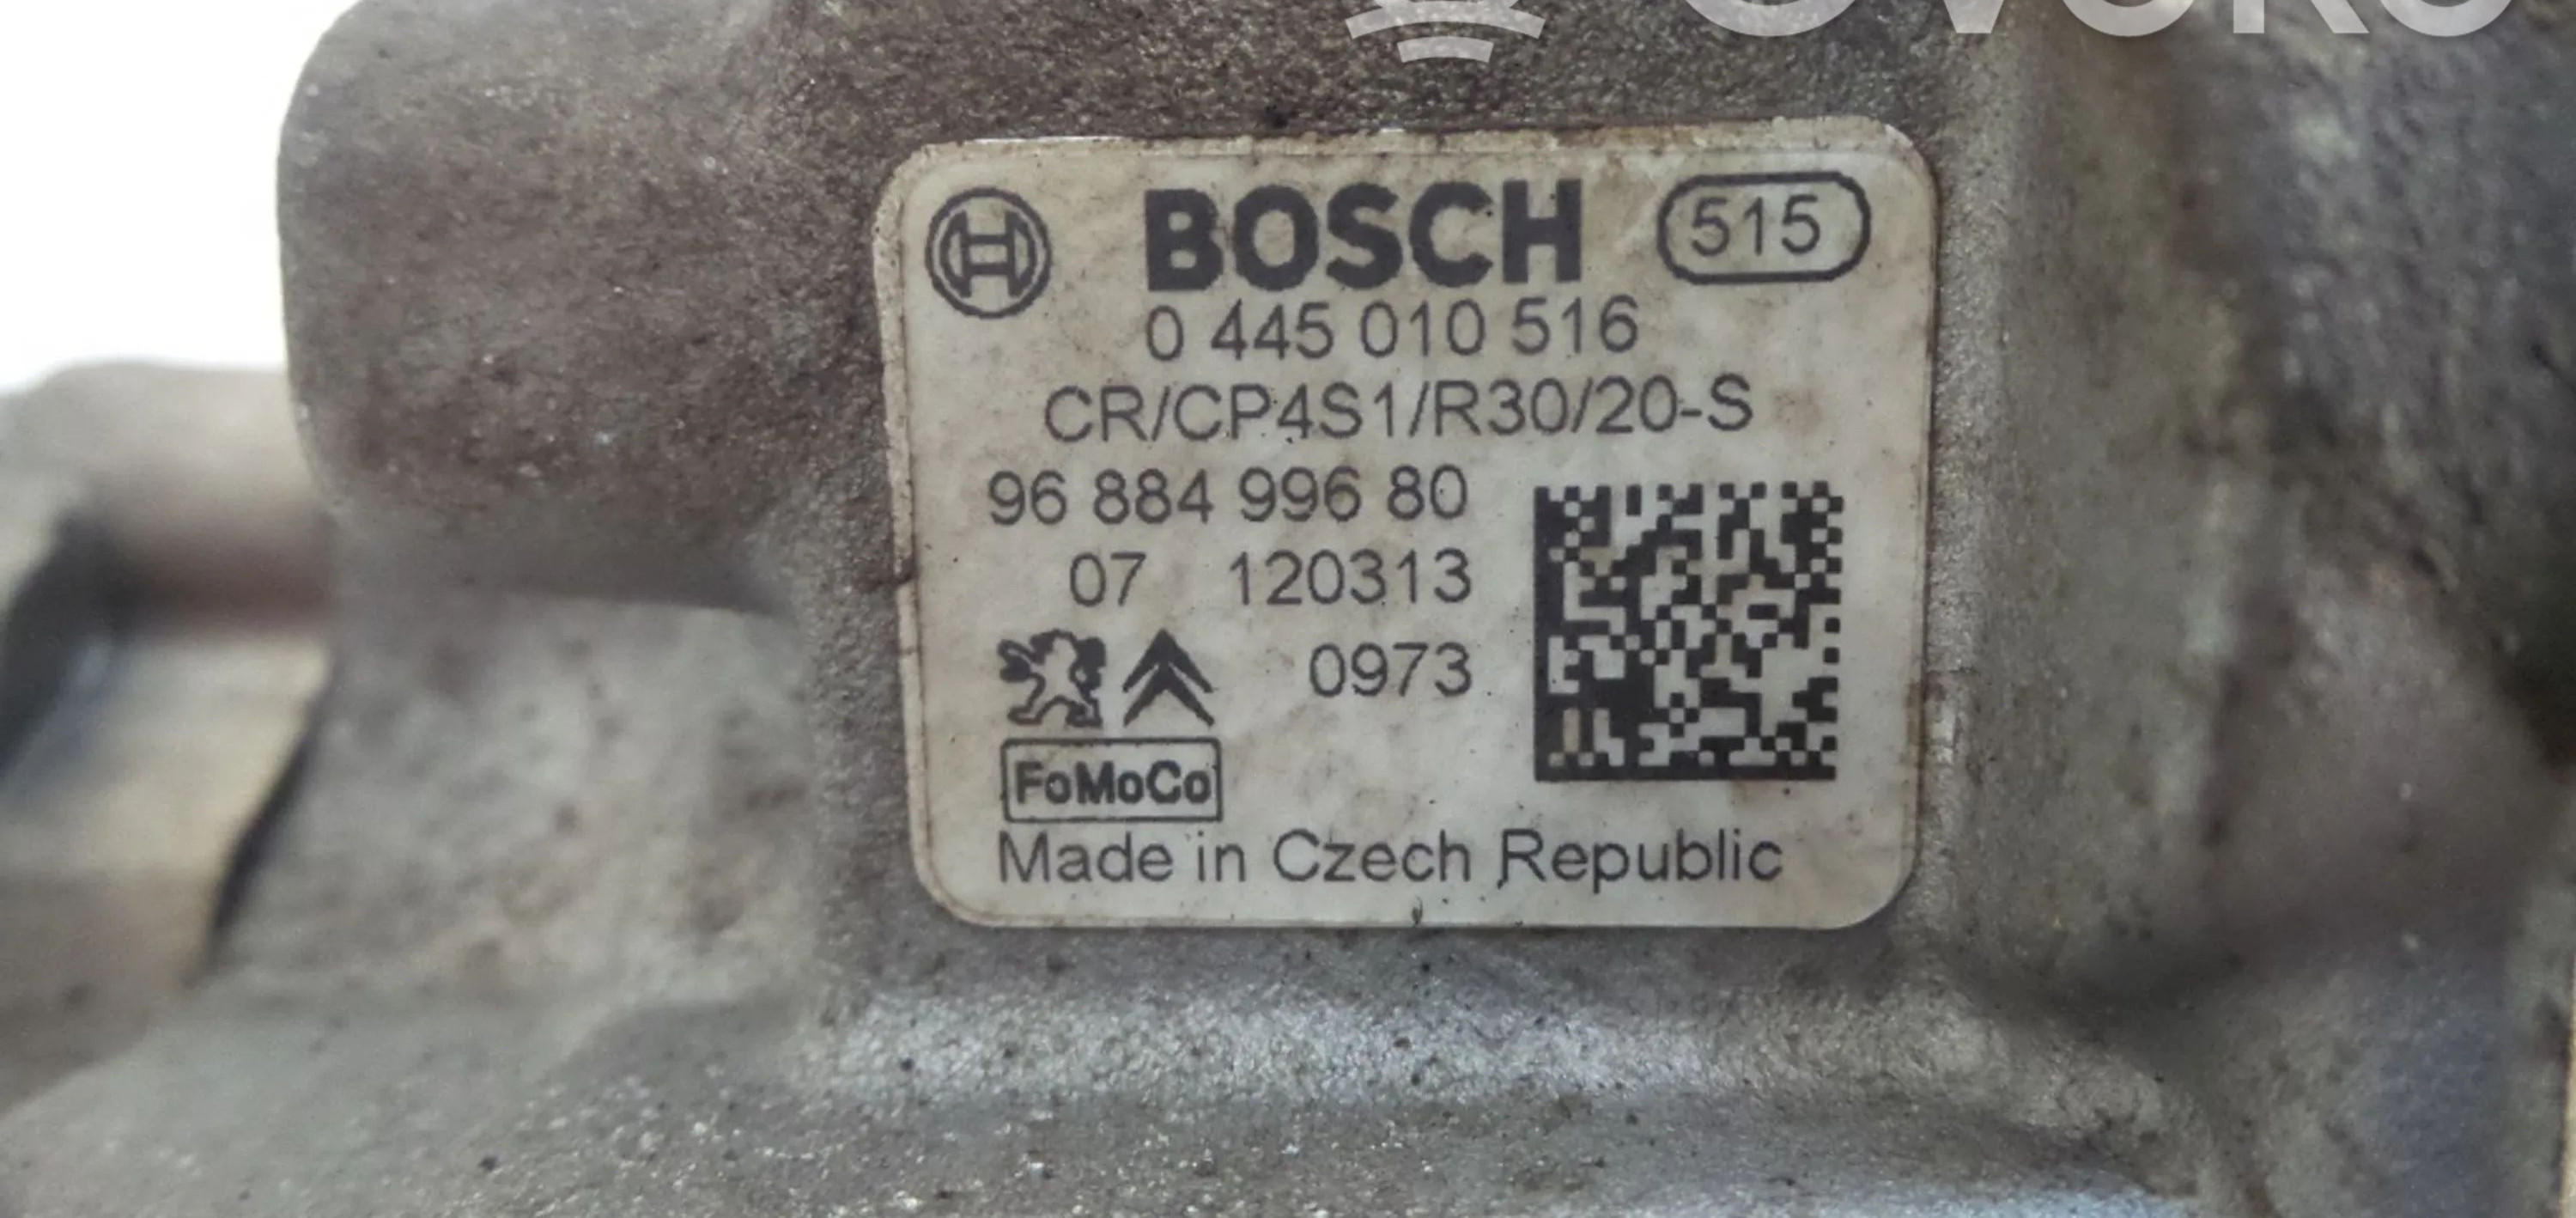 BOSCH 515
0 445 010 516
CR/CP4S1/R30/20-S
96 884 996 80
07 120313
0973
FoMoCo
Made in Czech Republic